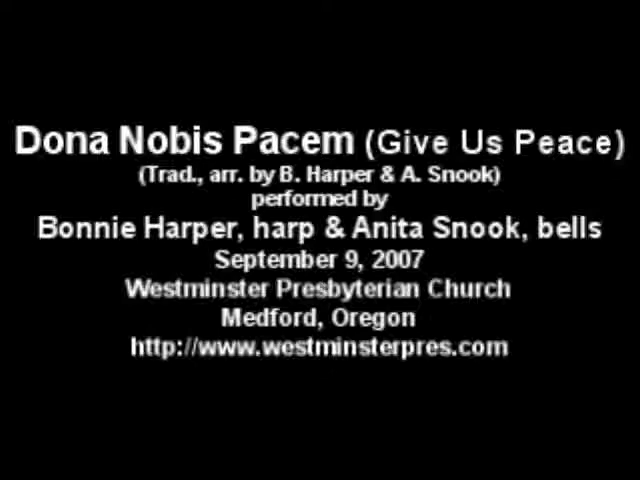 Dona Nobis Pacem (Give Us Peace)
(Trad., arr. by B. Harper & A. Snook)
performed by
Bonnie Harper, harp & Anita Snook, bells
September 9, 2007
Westminster Presbyterian Church
Medford, Oregon
http://www.westminsterpres.com